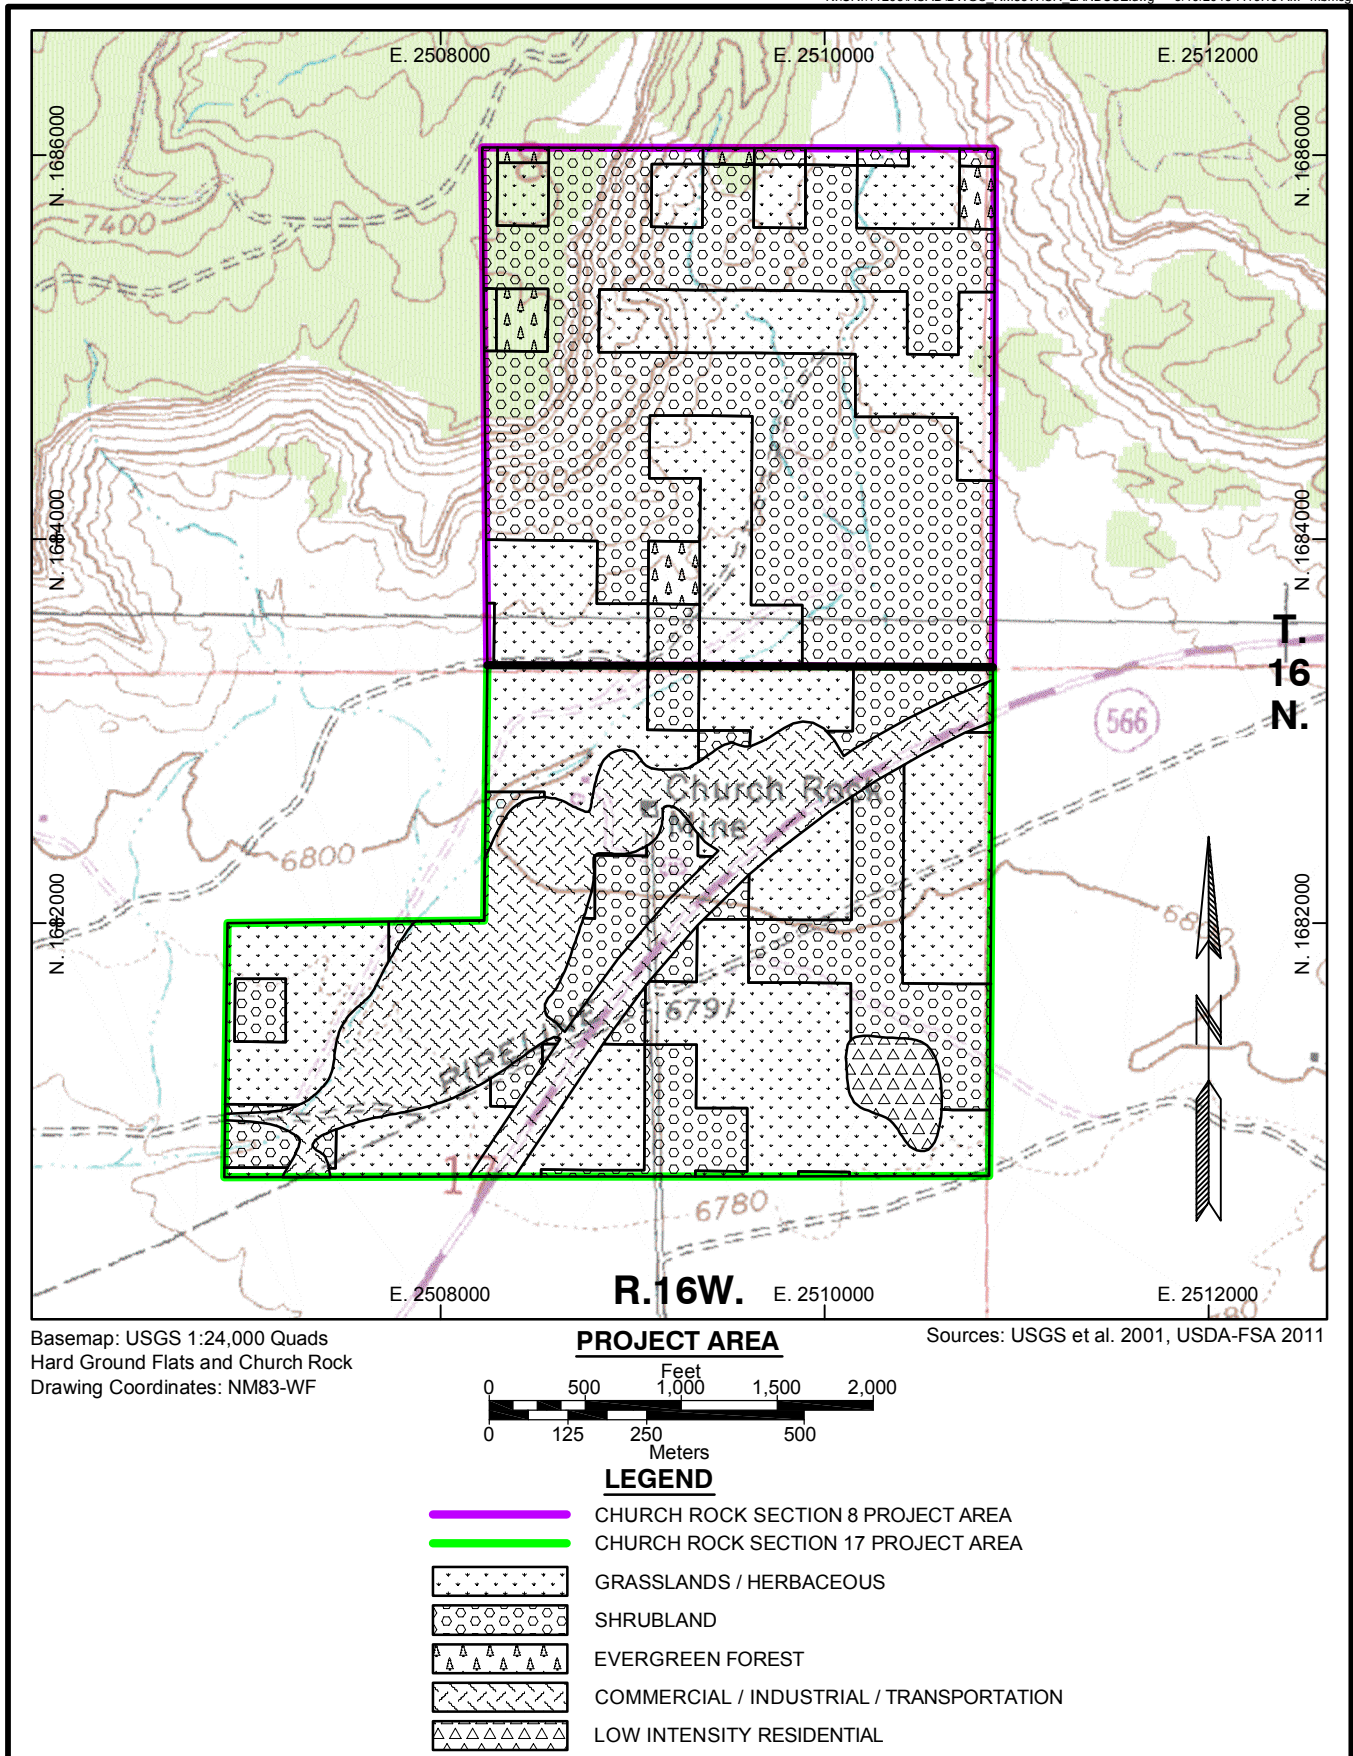 E. 2508000
E. 2510000
E. 2512000
N. 1686000
N. 1686000
7400
8
N. 1684000
N. 1684000
T.
16
N.
566
Church Rock
Mine
6800
N. 1682000
N. 1682000
6791
PIPELINE
17
6780
E. 2508000
R.16W.
E. 2510000
E. 2512000
Basemap: USGS 1:24,000 Quads
Hard Ground Flats and Church Rock
Drawing Coordinates: NM83-WF
PROJECT AREA
Sources: USGS et al. 2001, USDA-FSA 2011
Feet
0 500 1,000 1,500 2,000
0 125 250 500
Meters
LEGEND
CHURCH ROCK SECTION 8 PROJECT AREA
CHURCH ROCK SECTION 17 PROJECT AREA
GRASSLANDS / HERBACEOUS
SHRUBLAND
EVERGREEN FOREST
COMMERCIAL / INDUSTRIAL / TRANSPORTATION
LOW INTENSITY RESIDENTIAL